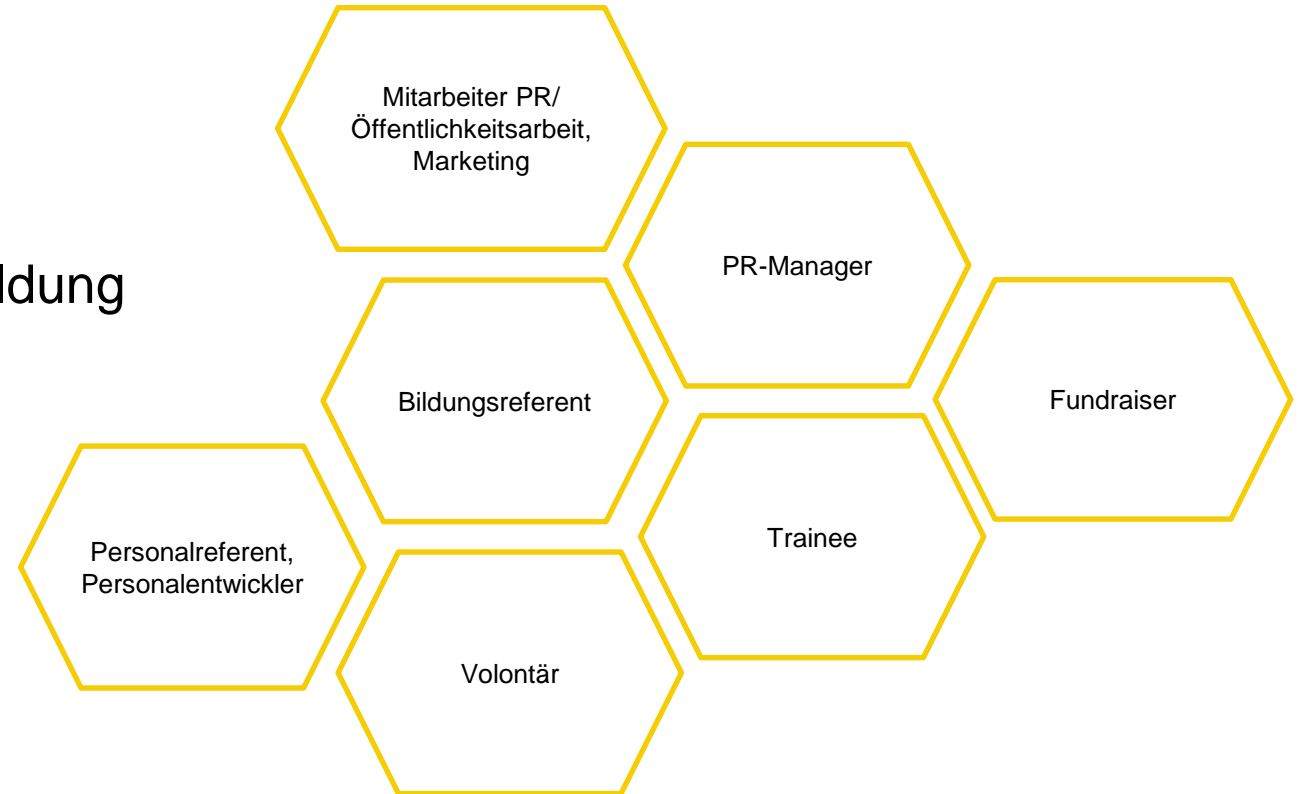 Mitarbeiter PR/
Öffentlichkeitsarbeit,
Marketing
PR-Manager
ldung
Bildungsreferent
Fundraiser
Trainee
Personalreferent,
Personalentwickler
Volontär